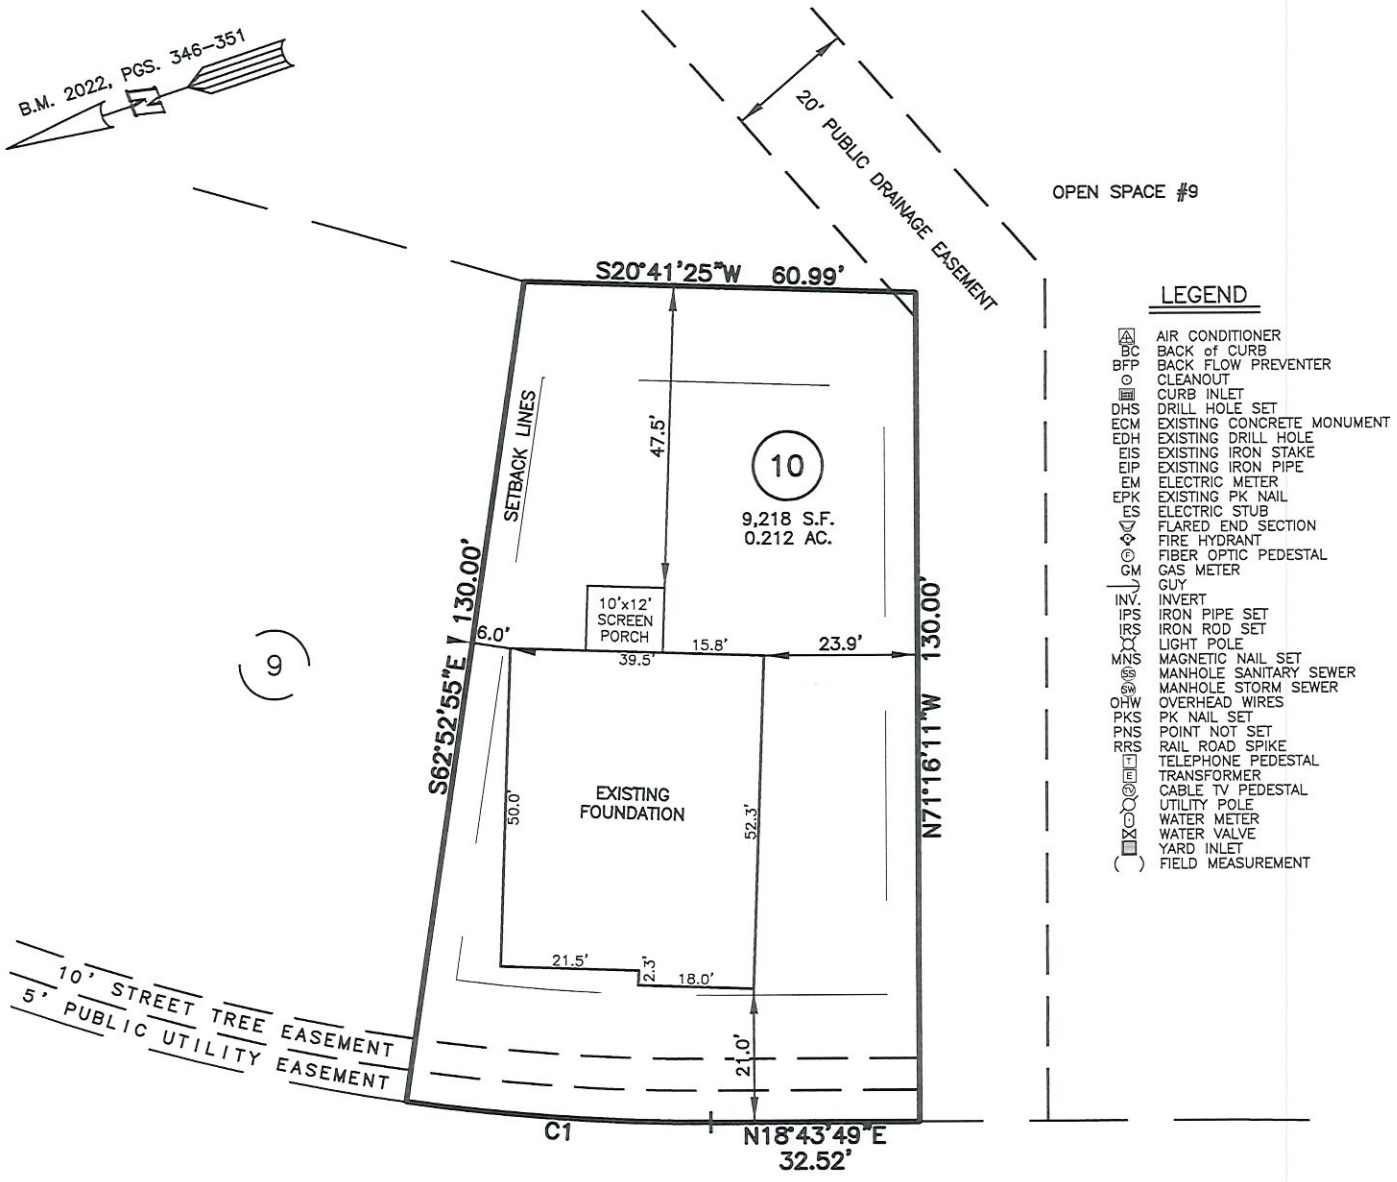 B.M. 2022, PGS. 346-351
N
20' PUBLIC DRAINAGE EASEMENT
OPEN SPACE #9
S20°41'25"W 60.99'
SETBACK LINES
47.5'
10
9,218 S.F.
0.212 AC.
130.00'
S62°52'55"E
6.0'
10'x12'
SCREEN
PORCH
15.8'
39.5'
23.9'
130.00'
N71°16'11"W
9
50.0'
EXISTING
FOUNDATION
52.3'
21.5'
2.3'
18.0'
21.0'
10' STREET TREE EASEMENT
5' PUBLIC UTILITY EASEMENT
C1
N18°43'49"E
32.52'
LEGEND
A AIR CONDITIONER
BC BACK of CURB
BFP BACK FLOW PREVENTER
CLEANOUT
CURB INLET
DHS DRILL HOLE SET
ECM EXISTING CONCRETE MONUMENT
EDH EXISTING DRILL HOLE
EIS EXISTING IRON STAKE
EIP EXISTING IRON PIPE
EM ELECTRIC METER
EPK EXISTING PK NAIL
ES ELECTRIC STUB
FLARED END SECTION
FIRE HYDRANT
F FIBER OPTIC PEDESTAL
GM GAS METER
GUY
INV. INVERT
IPS IRON PIPE SET
IRS IRON ROD SET
LIGHT POLE
MNS MAGNETIC NAIL SET
SS MANHOLE SANITARY SEWER
SW MANHOLE STORM SEWER
OHW OVERHEAD WIRES
PKS PK NAIL SET
PNS POINT NOT SET
RRS RAIL ROAD SPIKE
T TELEPHONE PEDESTAL
E TRANSFORMER
TV CABLE TV PEDESTAL
UTILITY POLE
WATER METER
WATER VALVE
YARD INLET
( ) FIELD MEASUREMENT